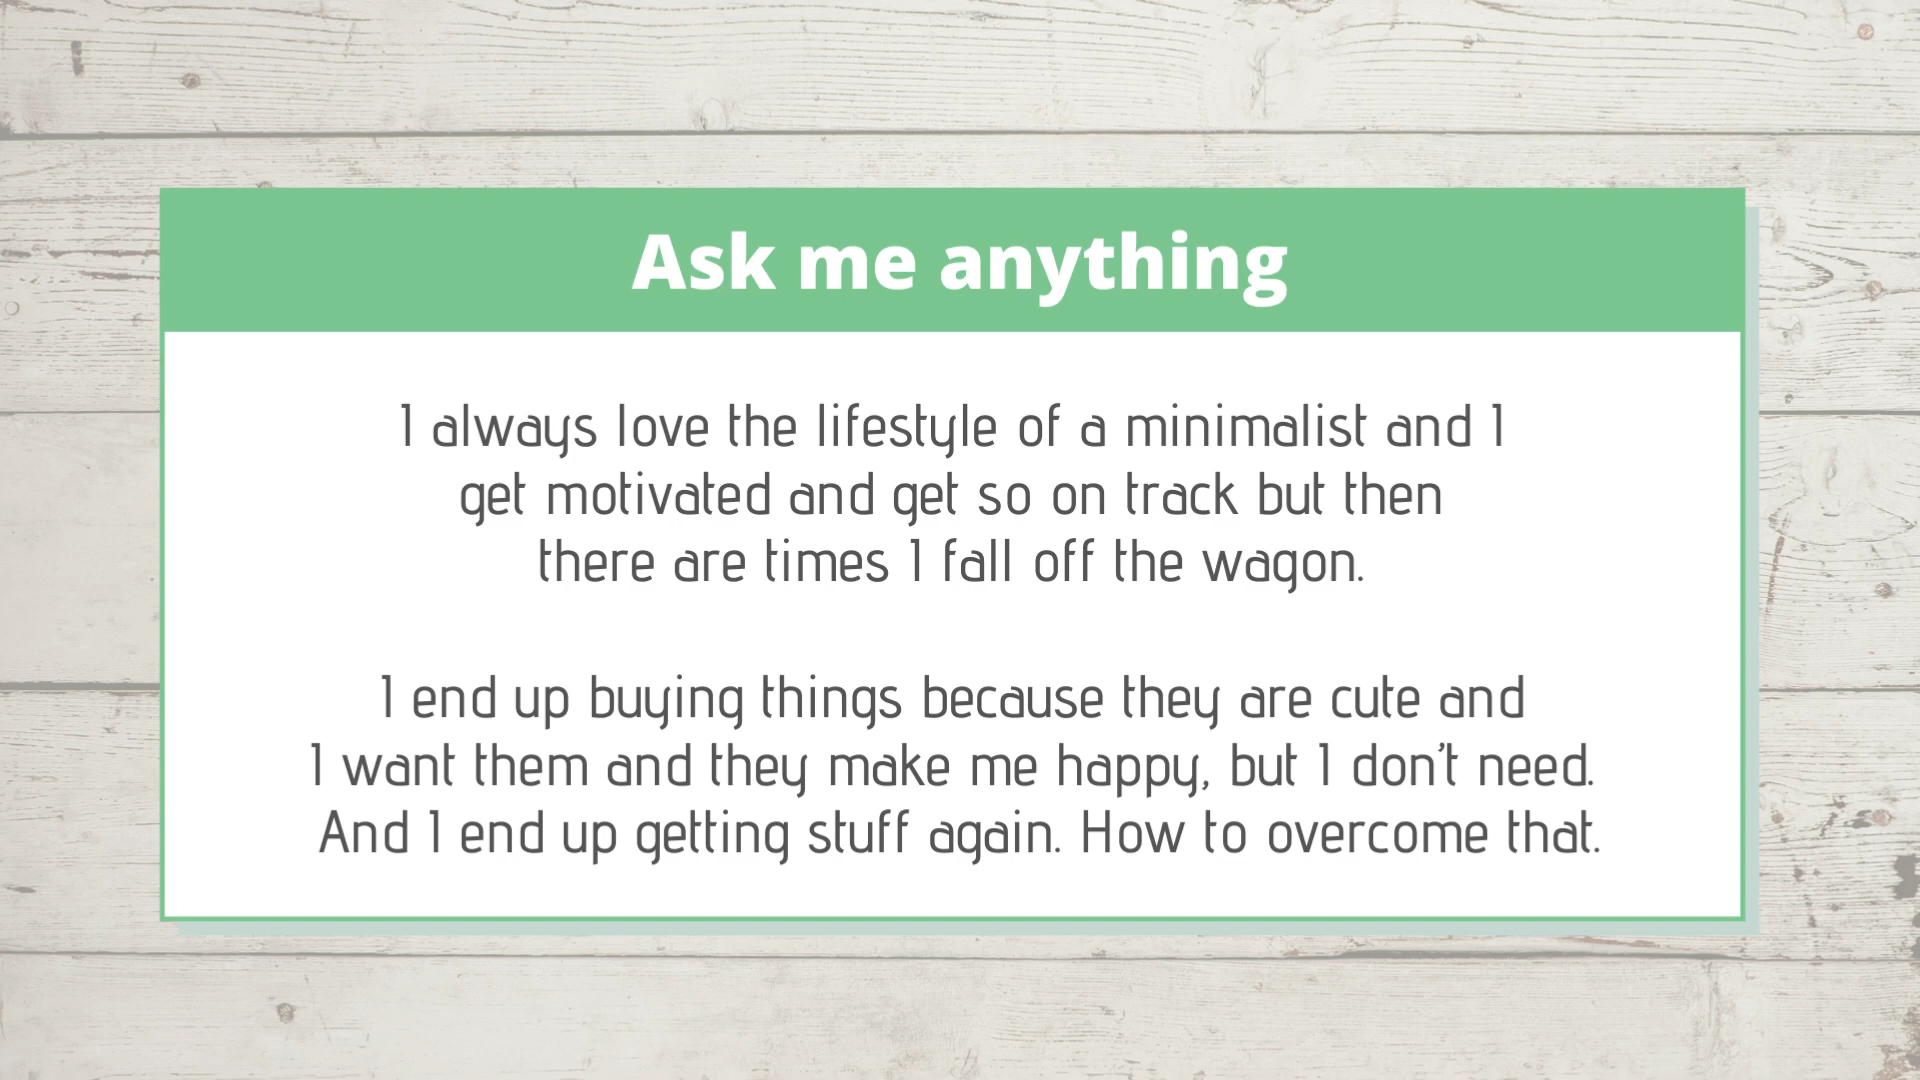 Ask me anything
I always love the lifestyle of a minimalist and I
get motivated and get so on track but then
there are times I fall off the wagon.
I end up buying things because they are cute and
I want them and they make me happy, but I don't need.
And I end up getting stuff again. How to overcome that.